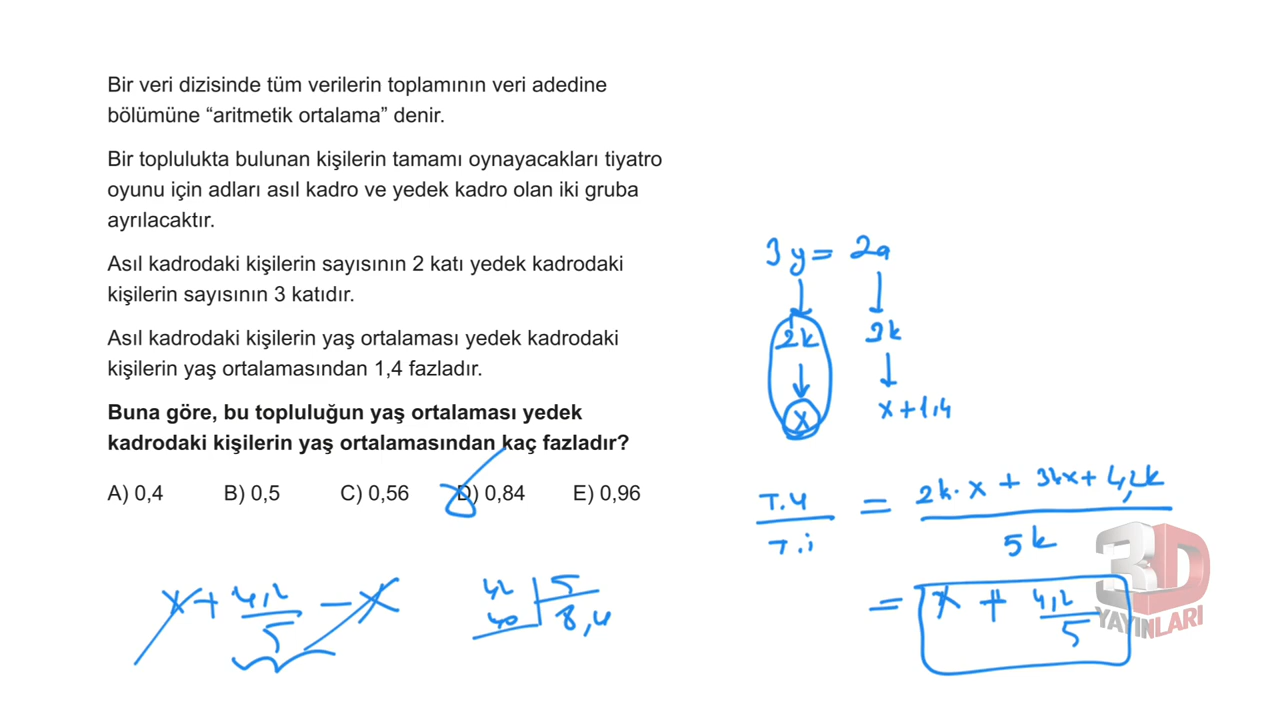 Bir veri dizisinde tüm verilerin toplamının veri adedine
bölümüne “aritmetik ortalama” denir.
Bir toplulukta bulunan kişilerin tamamı oynayacakları tiyatro
oyunu için adları asıl kadro ve yedek kadro olan iki gruba
ayrılacaktır.
Asıl kadrodaki kişilerin sayısının 2 katı yedek kadrodaki
kişilerin sayısının 3 katıdır.
Asıl kadrodaki kişilerin yaş ortalaması yedek kadrodaki
kişilerin yaş ortalamasından 1,4 fazladır.
Buna göre, bu topluluğun yaş ortalaması yedek
kadrodaki kişilerin yaş ortalamasından kaç fazladır?
A) 0,4 B) 0,5 C) 0,56 D) 0,84 E) 0,96
3y = 2a
2k 3k
x x+1,4
T.Y = 2k.x + 3kx + 4,2k
T.i 5k
= x + 4,2
5
x + 4,2 - x
5
42 5
40 8,4
3D
YAYINLARI